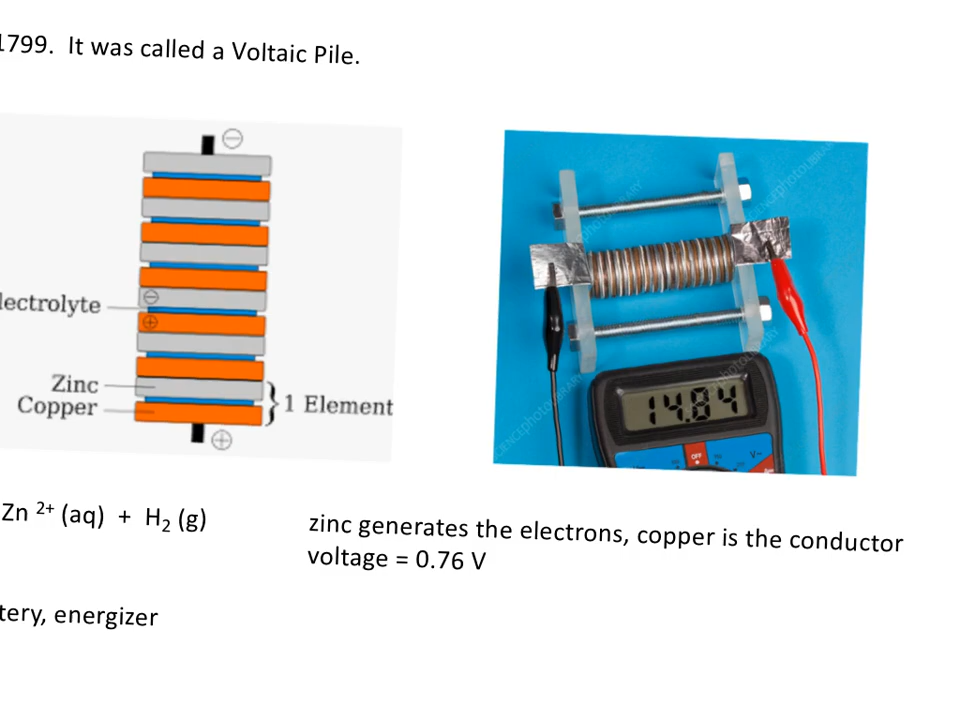 1799. It was called a Voltaic Pile.
lectrolyte
Zinc
Copper
1 Element
14.84
OFF
V
Zn 2+ (aq) + H2 (g)
zinc generates the electrons, copper is the conductor
voltage = 0.76 V
tery, energizer